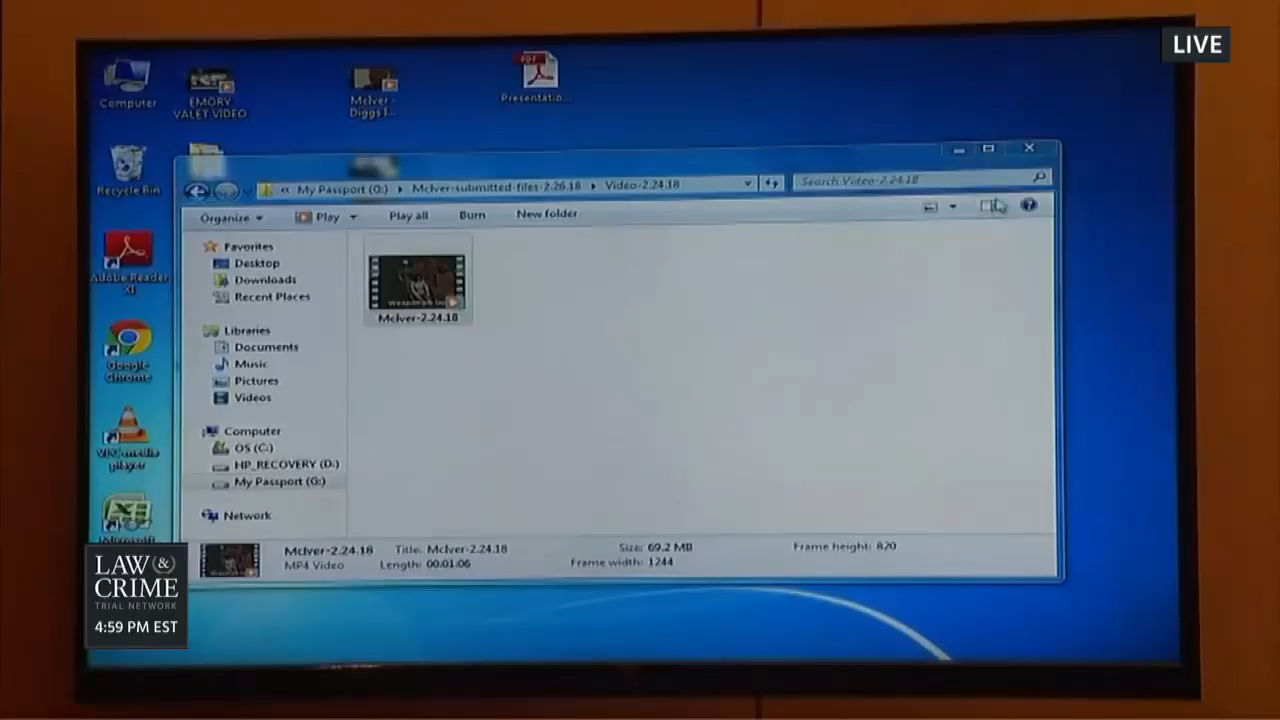 LIVE
Computer
EMORY
VALET VIDEO
McIver -
Diggs I...
PDF
Presentatio...
Recycle Bin
« My Passport (G:) ▸ McIver-submitted-files-2.26.18 ▸ Video-2.24.18
Search Video-2.24.18
Organize
Play
Play all
Burn
New folder
Adobe Reader
XI
Google
Chrome
VLC media
player
Microsoft
Favorites
Desktop
Downloads
Recent Places
Libraries
Documents
Music
Pictures
Videos
Computer
OS (C:)
HP_RECOVERY (D:)
My Passport (G:)
Network
McIver-2.24.18
McIver-2.24.18
MP4 Video
Title: McIver-2.24.18
Length: 00:01:06
Size: 69.2 MB
Frame width: 1244
Frame height: 820
LAW &
CRIME
TRIAL NETWORK
4:59 PM EST